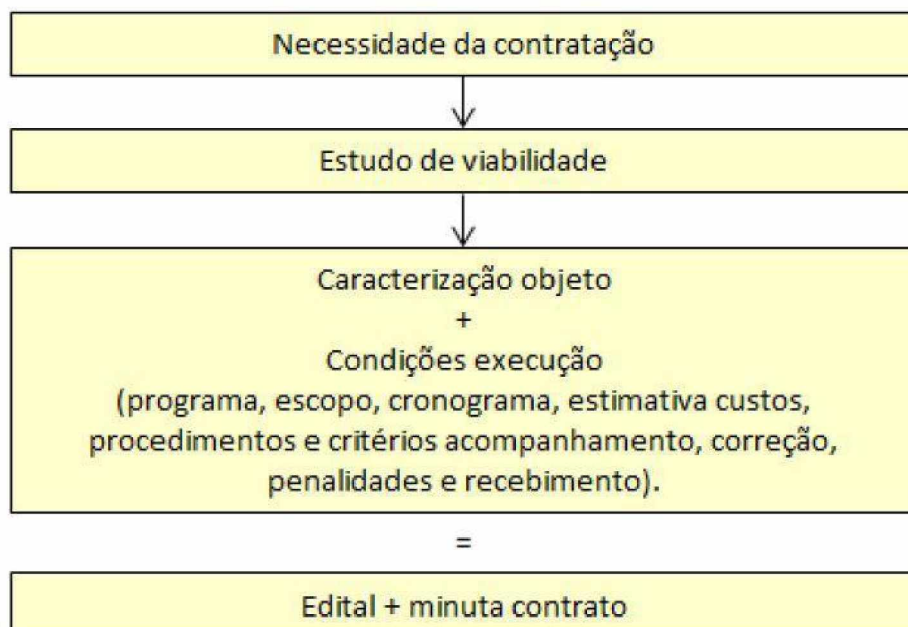 Necessidade da contratação
Estudo de viabilidade
Caracterização objeto
+
Condições execução
(programa, escopo, cronograma, estimativa custos,
procedimentos e critérios acompanhamento, correção,
penalidades e recebimento).
=
Edital + minuta contrato